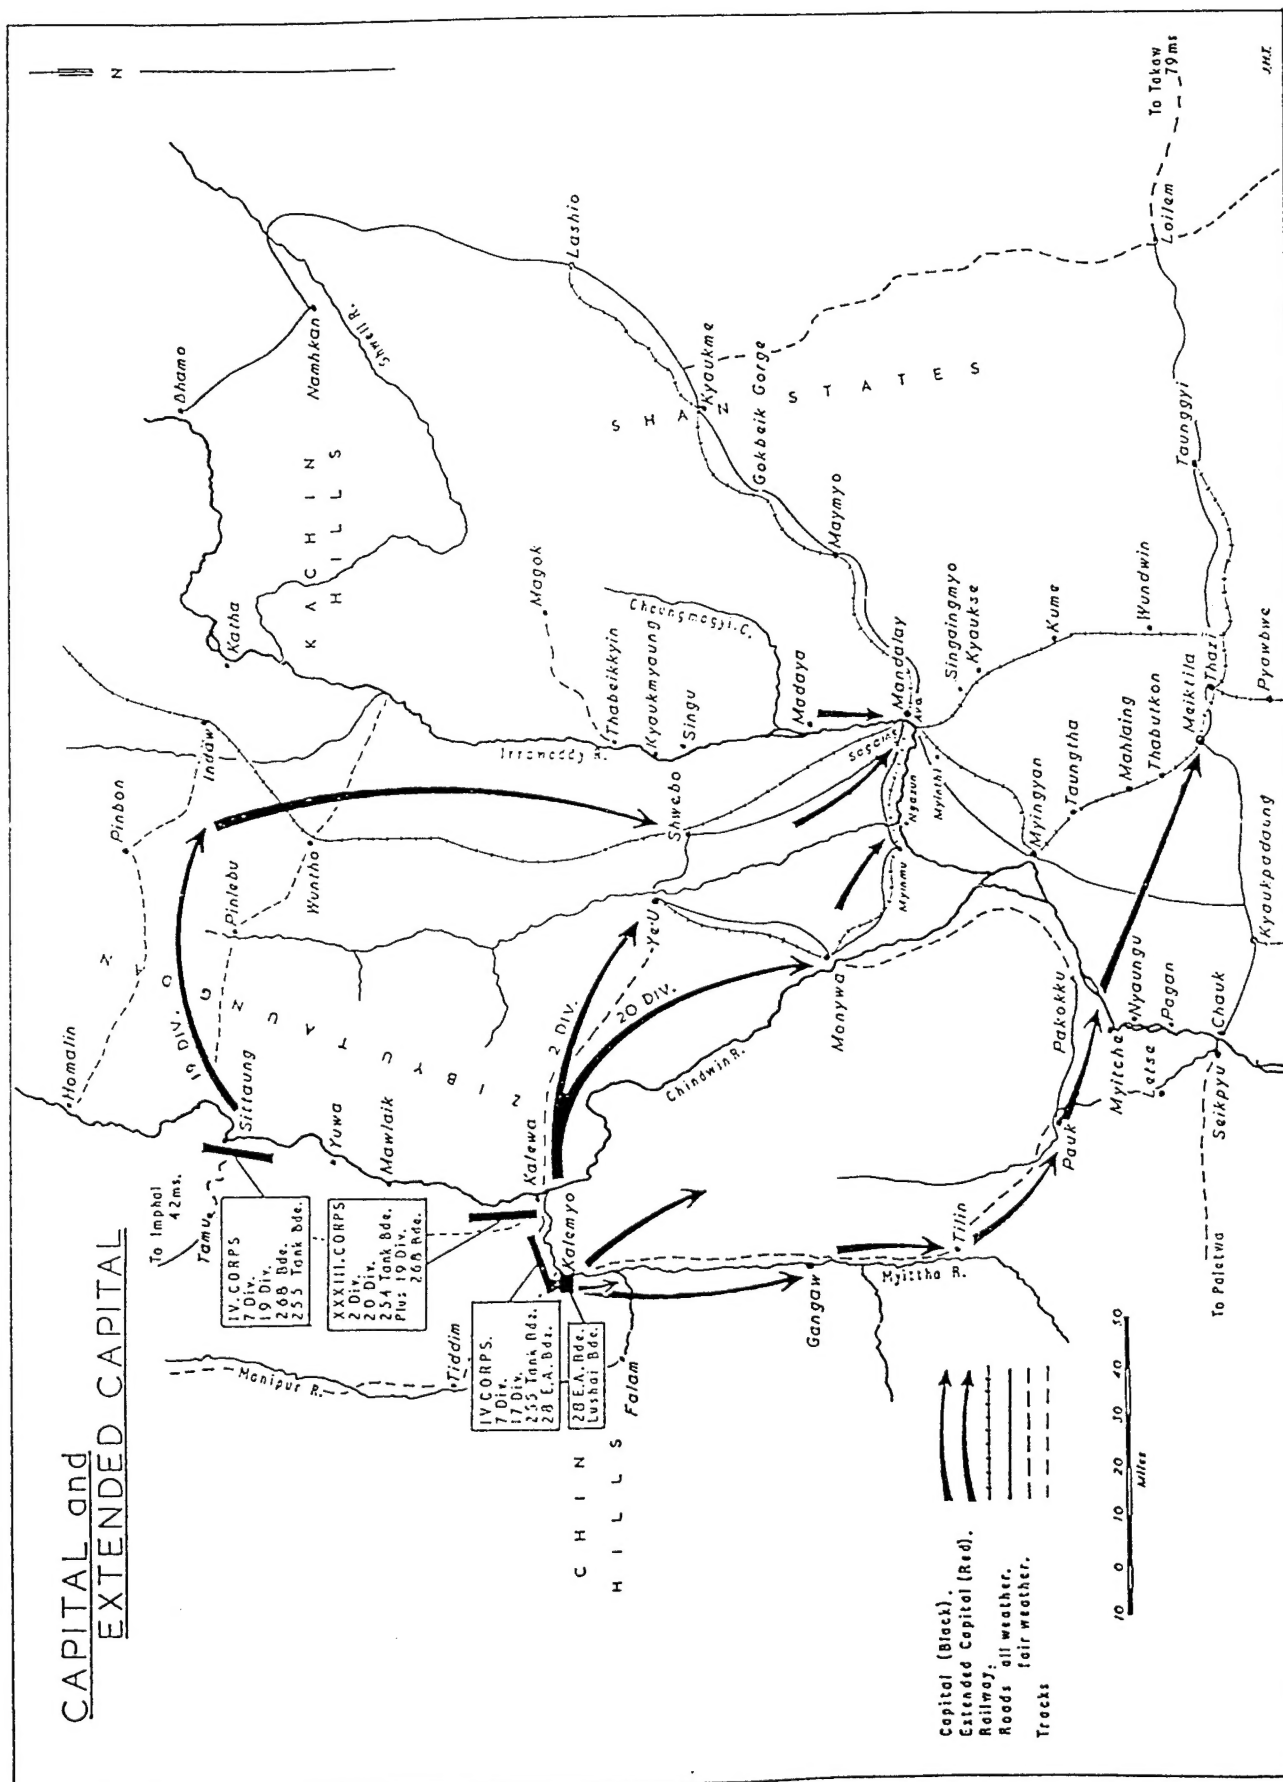 CAPITAL and
EXTENDED CAPITAL
N
To Imphal
42 ms.
Tamu
Homalin
Sittaung
Yuwa
Mawlaik
Kalewa
Kalemyo
Pinbon
Pinlebu
Indaw
Wuntho
Katha
Bhamo
Namhkan
Shweli R.
KACHIN
HILLS
ZIBYUTAUNG
19 DIV.
2 DIV.
20 DIV.
IV. CORPS
7 Div.
19 Div.
268 Bde.
255 Tank Bde.
XXXIII. CORPS
2 Div.
20 Div.
254 Tank Bde.
Plus 19 Div.
268 Bde.
IV CORPS.
7 Div.
17 Div.
255 Tank Bde.
28 E.A. Bde.
28 E.A. Bde.
Lushai Bde.
Manipur R.
Tiddim
Falam
CHIN
HILLS
Gangaw
Myittha R.
Tilin
Pauk
Pakokku
Myitche
Nyaungu
Pagan
Letse
Chauk
Seikpyu
To Paletwa
Kyaukpadaung
Chindwin R.
Monywa
Ye-U
Shwebo
Myinmu
Ngazun
Myinthi
Sagaing
Ava
Mandalay
Madaya
Singu
Kyaukmyaung
Thabeikkyin
Magok
Irrawaddy R.
Chaungmagyi C.
Maymyo
Gokbeik Gorge
Kyaukme
Lashio
SHAN STATES
Singaingmyo
Kyaukse
Kume
Wundwin
Myingyan
Taungtha
Mahlaing
Thabutkon
Meiktila
Thazi
Pyawbwe
Taunggyi
Loilem
To Takaw
79 ms
J.H.T.
Capital (Black).
Extended Capital (Red).
Railway.
Roads all weather.
fair weather.
Tracks
10 0 10 20 30 40 50
Miles